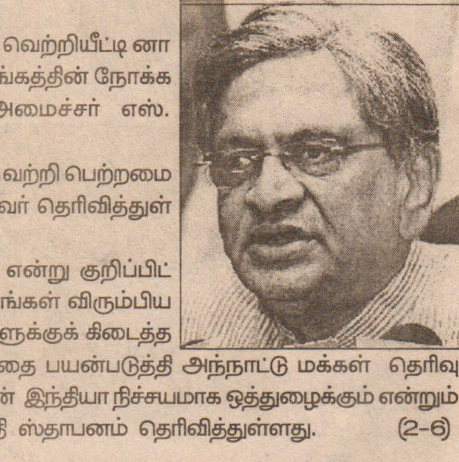 வெற்றியீட்டி னா
ங்கத்தின் நோக்க
அமைச்சர் எஸ்.
வற்றி பெற்றமை
வர் தெரிவித்துள்
என்று குறிப்பிட்
ங்கள் விரும்பிய
ளுக்குக் கிடைத்த
தை பயன்படுத்தி அந்நாட்டு மக்கள் தெரிவு
ன் இந்தியா நிச்சயமாக ஒத்துழைக்கும் என்றும்
தி ஸ்தாபனம் தெரிவித்துள்ளது. (2-6)